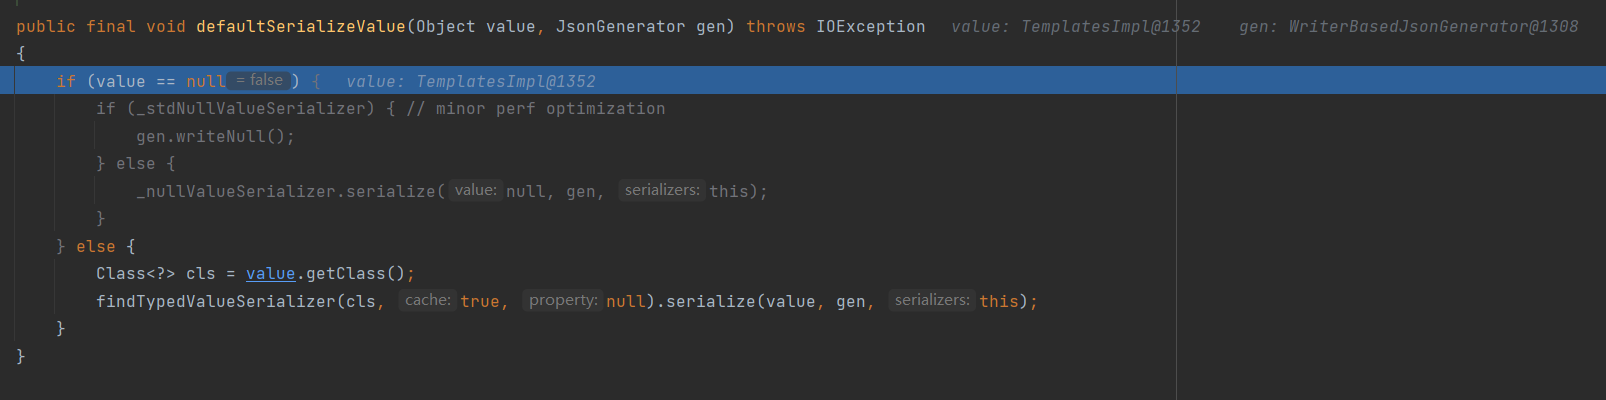 public final void defaultSerializeValue(Object value, JsonGenerator gen) throws IOException   value: TemplatesImpl@1352    gen: WriterBasedJsonGenerator@1308
{
    if (value == null = false ) {   value: TemplatesImpl@1352
        if (_stdNullValueSerializer) { // minor perf optimization
            gen.writeNull();
        } else {
            _nullValueSerializer.serialize( value: null, gen, serializers: this);
        }
    } else {
        Class<?> cls = value.getClass();
        findTypedValueSerializer(cls, cache: true, property: null).serialize(value, gen, serializers: this);
    }
}